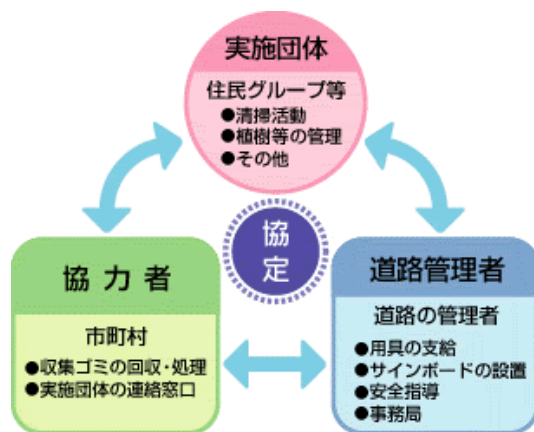 実施団体
住民グループ等
●清掃活動
●植樹等の管理
●その他
協定
協力者
市町村
●収集ゴミの回収・処理
●実施団体の連絡窓口
道路管理者
道路の管理者
●用具の支給
●サインボードの設置
●安全指導
●事務局